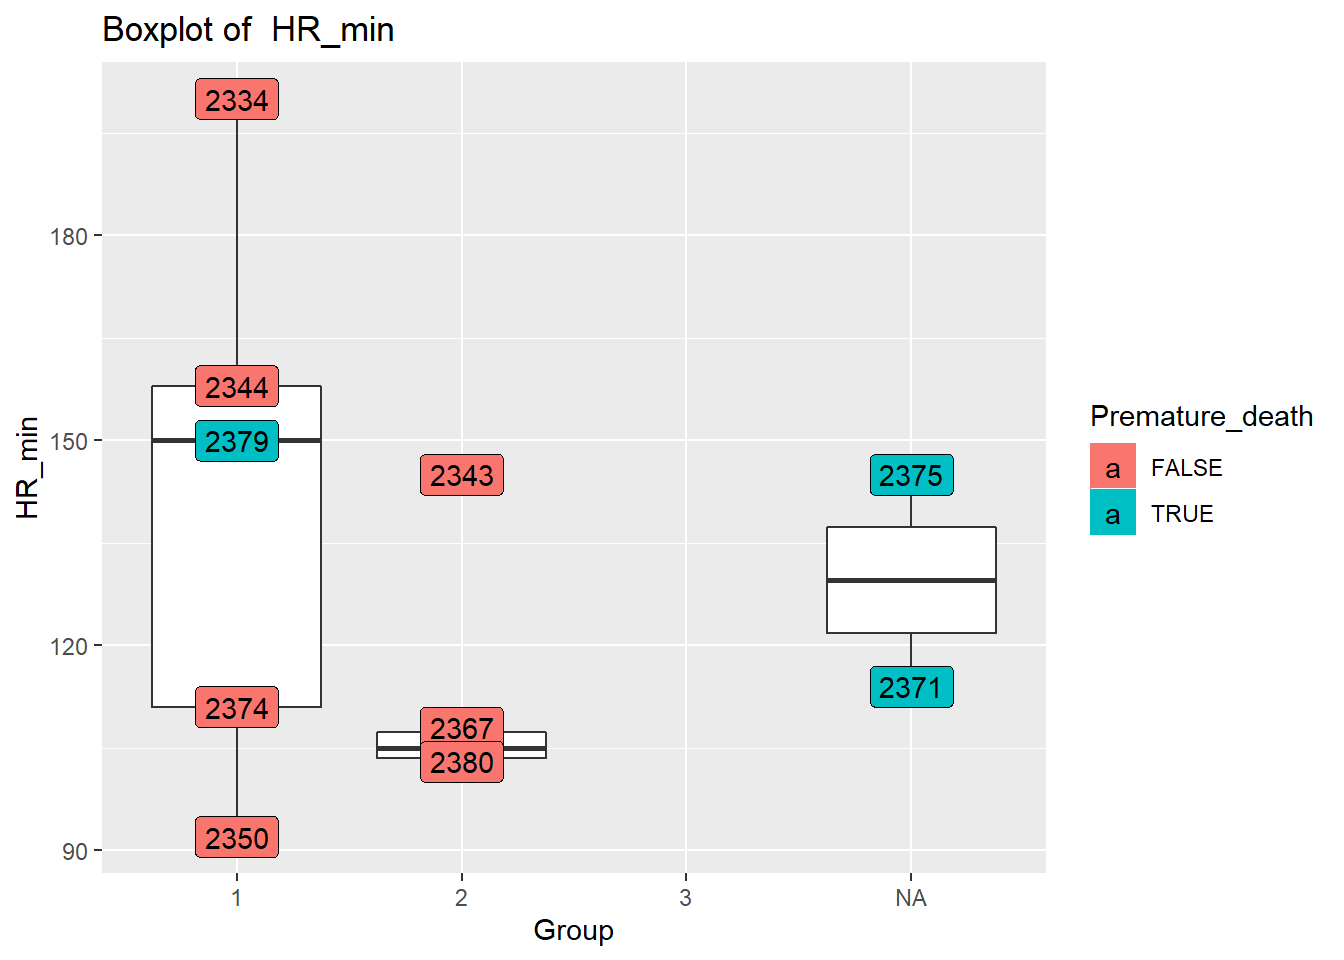 Boxplot of  HR_min
2334
180
2344
HR_min
150
2379
2343
2375
Premature_death
a FALSE
a TRUE
120
2371
2374
2367
2380
90
2350
1 2 3 NA
Group